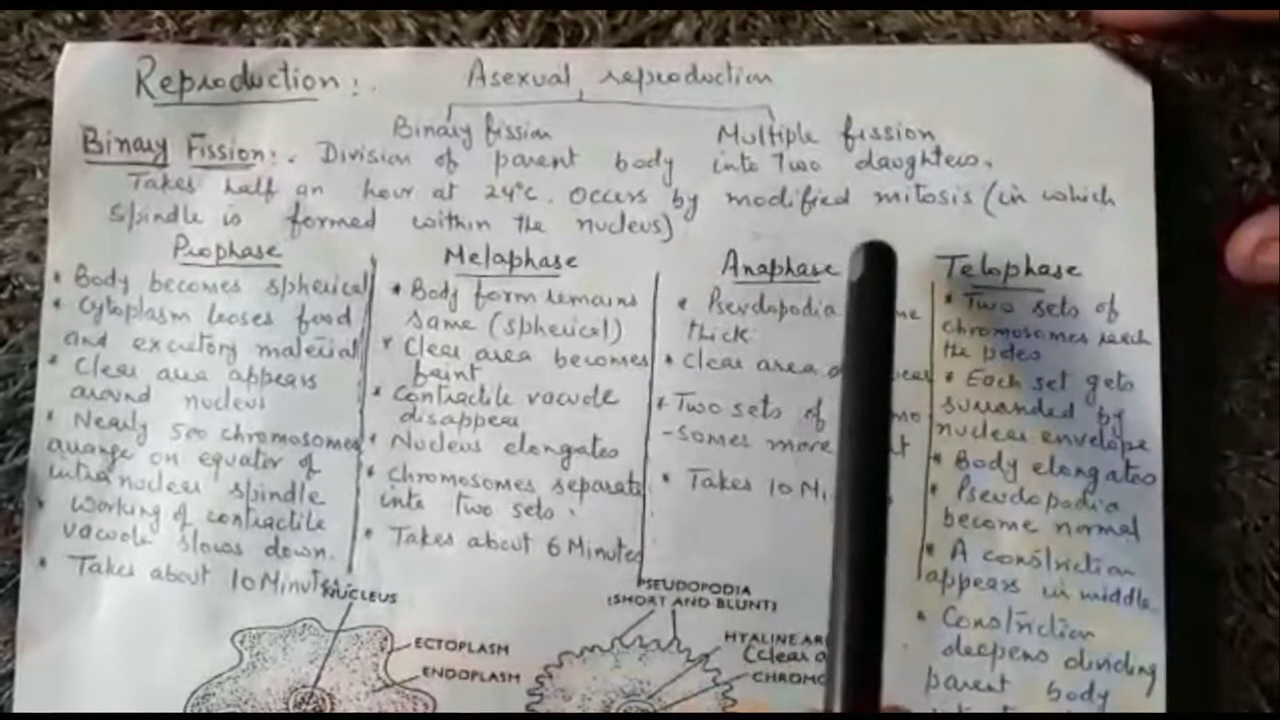 Reproduction:.
Asexual reproduction
Binary fission
Multiple fission
Binary Fission:. Division of parent body into Two daughters.
Takes half an hour at 24°C. Occurs by modified mitosis (in which
spindle is formed within the nucleus)
Prophase
• Body becomes spherical
• Cytoplasm looses food
and excretory material
• Clear area appears
around nucleus
• Nearly 500 chromosomes
arrange on equator of
intra nuclear spindle
• Working of contractile
vacuole slows down.
• Takes about 10 Minutes
Metaphase
• Body form remains
same (spherical)
• Clear area becomes
faint
• Contractile vacuole
disappear
• Nucleus elongates
• Chromosomes separate
into two sets.
• Takes about 6 Minutes
Anaphase
• Pseudopodia
thick
• Clear area
• Two sets of
-somes move
• Takes 10
Telophase
• Two sets of
chromosomes reach
the poles
• Each set gets
surranded by
nuclear envelope
• Body elongates
• Pseudopodia
become normal
• A constriction
appears in middle.
• Constriction
deepens dividing
parent body
NUCLEUS
ECTOPLASM
ENDOPLASM
PSEUDOPODIA
(SHORT AND BLUNT)
HYALINE
(Clear